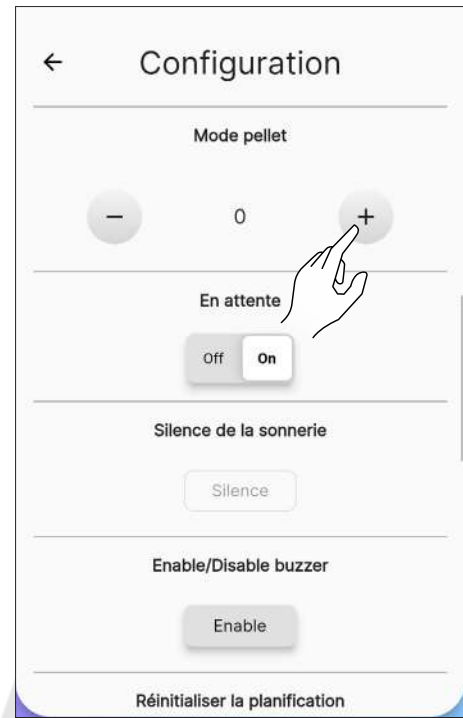 Configuration
Mode pellet
− 0 +
En attente
Off On
Silence de la sonnerie
Silence
Enable/Disable buzzer
Enable
Réinitialiser la planification